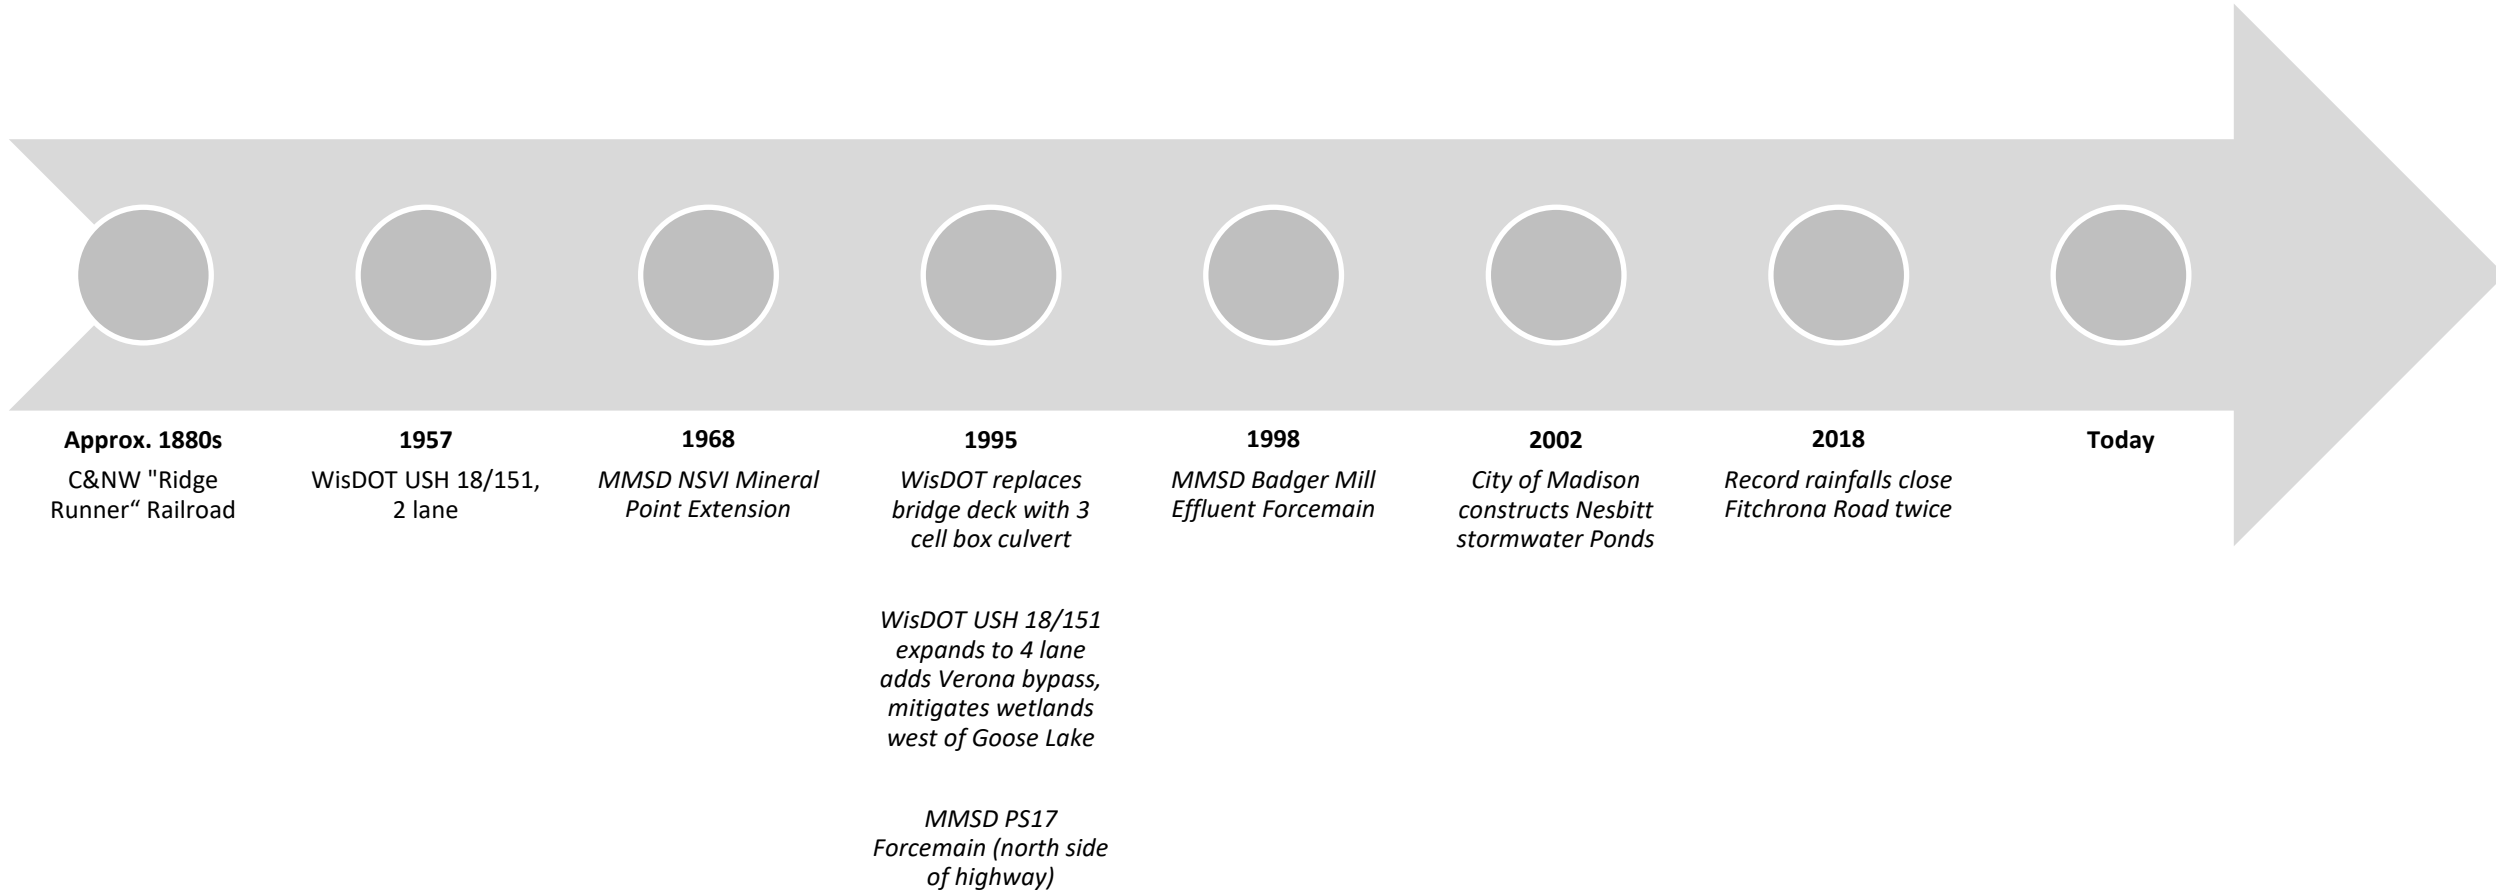 Approx. 1880s
C&NW "Ridge
Runner“ Railroad
1957
WisDOT USH 18/151,
2 lane
1968
MMSD NSVI Mineral
Point Extension
1995
WisDOT replaces
bridge deck with 3
cell box culvert
WisDOT USH 18/151
expands to 4 lane
adds Verona bypass,
mitigates wetlands
west of Goose Lake
MMSD PS17
Forcemain (north side
of highway)
1998
MMSD Badger Mill
Effluent Forcemain
2002
City of Madison
constructs Nesbitt
stormwater Ponds
2018
Record rainfalls close
Fitchrona Road twice
Today